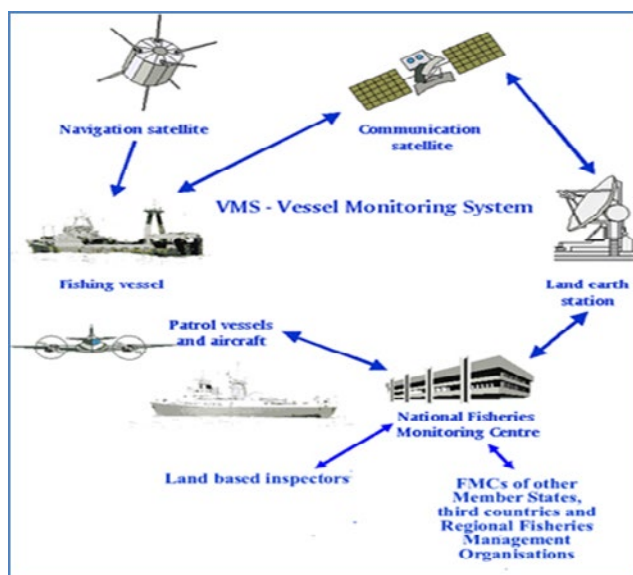 Navigation satellite
Communication
satellite
VMS - Vessel Monitoring System
Fishing vessel
Land earth
station
Patrol vessels
and aircraft
National Fisheries
Monitoring Centre
Land based inspectors
FMCs of other
Member States,
third countries and
Regional Fisheries
Management
Organisations